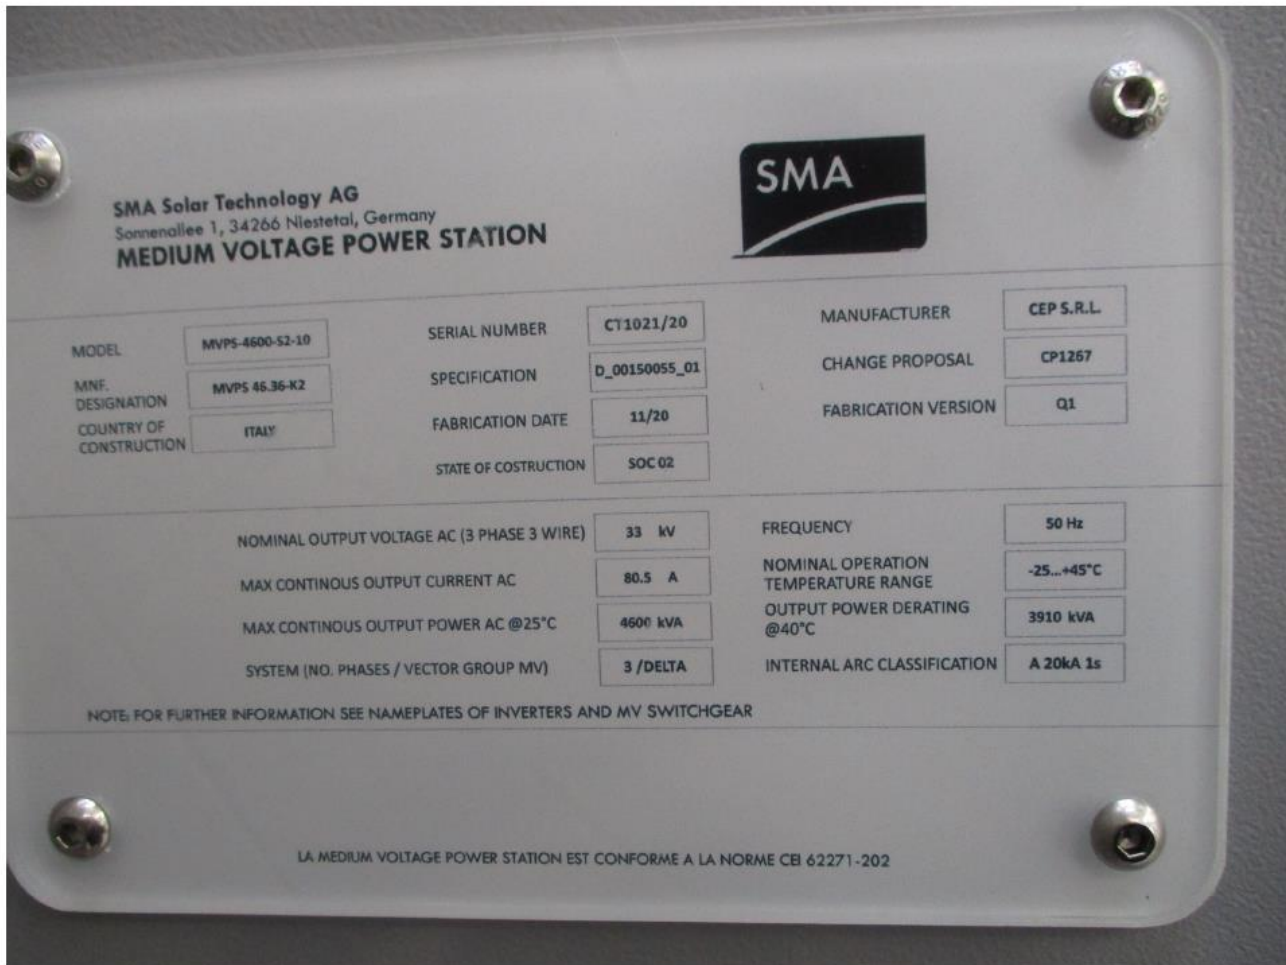 SMA Solar Technology AG
Sonnenallee 1, 34266 Niestetal, Germany
MEDIUM VOLTAGE POWER STATION
SMA
MODEL MVPS-4600-S2-10
MNF. DESIGNATION MVPS 46.36-K2
COUNTRY OF CONSTRUCTION ITALY
SERIAL NUMBER CT1021/20
SPECIFICATION D_00150055_01
FABRICATION DATE 11/20
STATE OF COSTRUCTION SOC 02
MANUFACTURER CEP S.R.L.
CHANGE PROPOSAL CP1267
FABRICATION VERSION Q1
NOMINAL OUTPUT VOLTAGE AC (3 PHASE 3 WIRE) 33 kV
MAX CONTINOUS OUTPUT CURRENT AC 80.5 A
MAX CONTINOUS OUTPUT POWER AC @25°C 4600 kVA
SYSTEM (NO. PHASES / VECTOR GROUP MV) 3 /DELTA
FREQUENCY 50 Hz
NOMINAL OPERATION TEMPERATURE RANGE -25...+45°C
OUTPUT POWER DERATING @40°C 3910 kVA
INTERNAL ARC CLASSIFICATION A 20kA 1s
NOTE: FOR FURTHER INFORMATION SEE NAMEPLATES OF INVERTERS AND MV SWITCHGEAR
LA MEDIUM VOLTAGE POWER STATION EST CONFORME A LA NORME CEI 62271-202